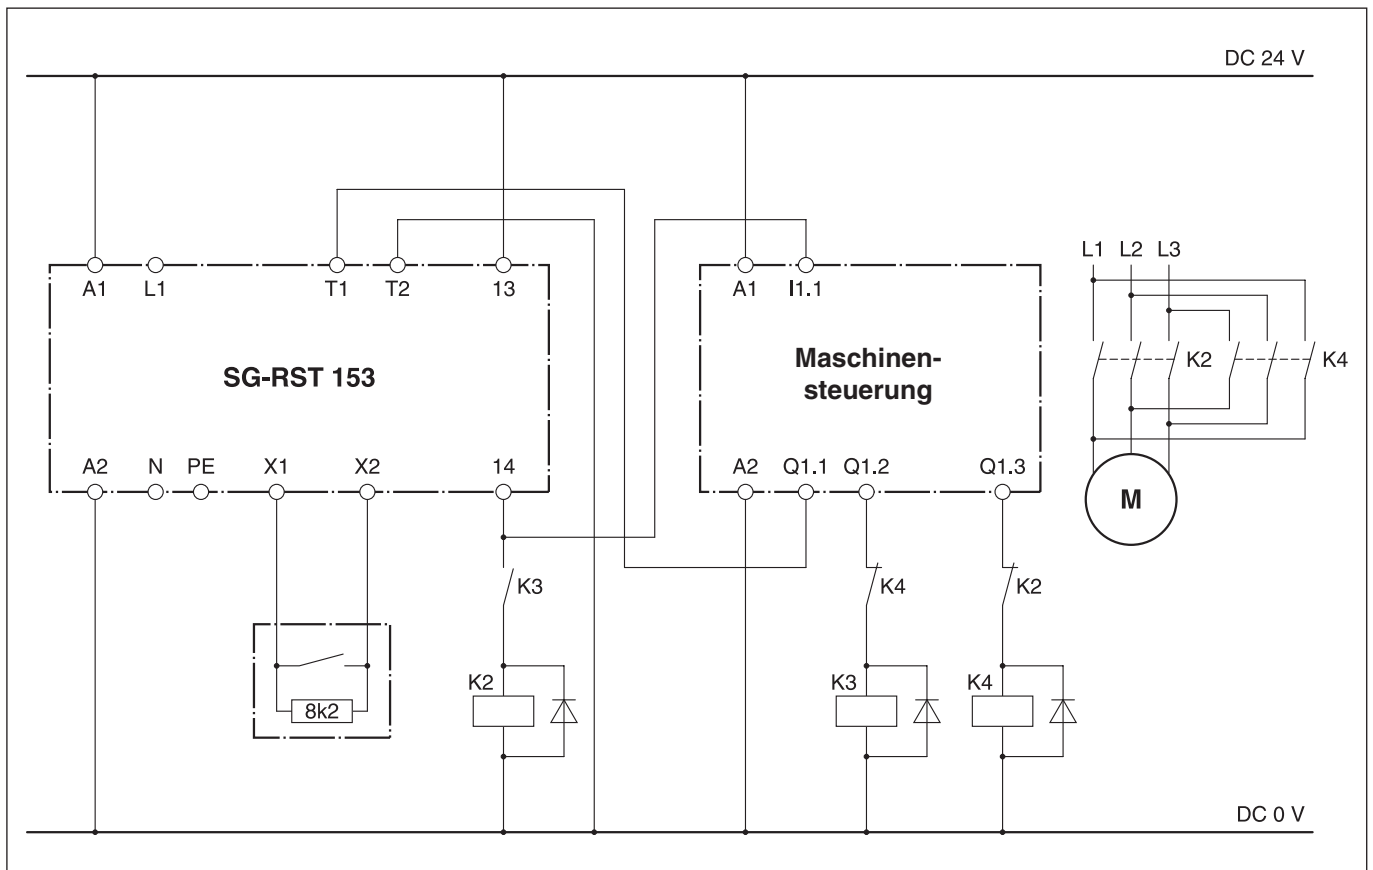 DC 24 V
L1 L2 L3
A1 L1 T1 T2 13
A1 I1.1
SG-RST 153
Maschinen-
steuerung
K2
K4
A2 N PE X1 X2 14
A2 Q1.1 Q1.2 Q1.3
M
K3
K4
K2
K2
K3
K4
8k2
DC 0 V